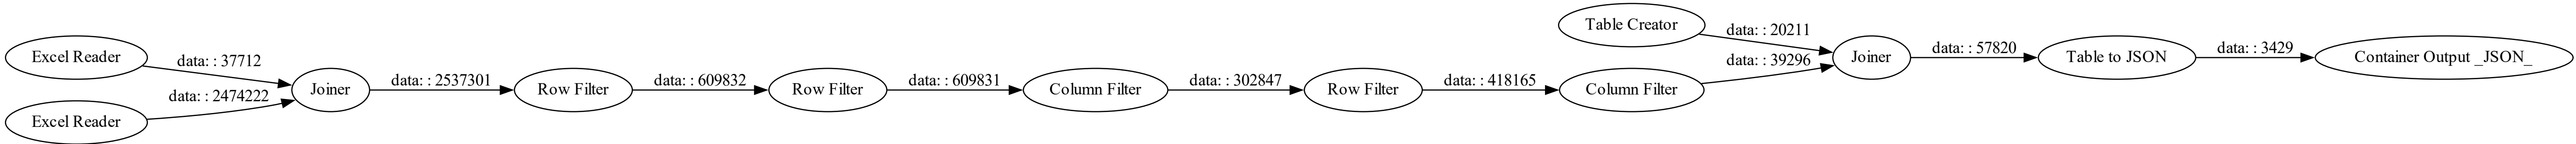 Excel Reader
data: : 37712
Excel Reader
data: : 2474222
Joiner
data: : 2537301
Row Filter
data: : 609832
Row Filter
data: : 609831
Column Filter
data: : 302847
Row Filter
data: : 418165
Table Creator
data: : 20211
Column Filter
data: : 39296
Joiner
data: : 57820
Table to JSON
data: : 3429
Container Output _JSON_